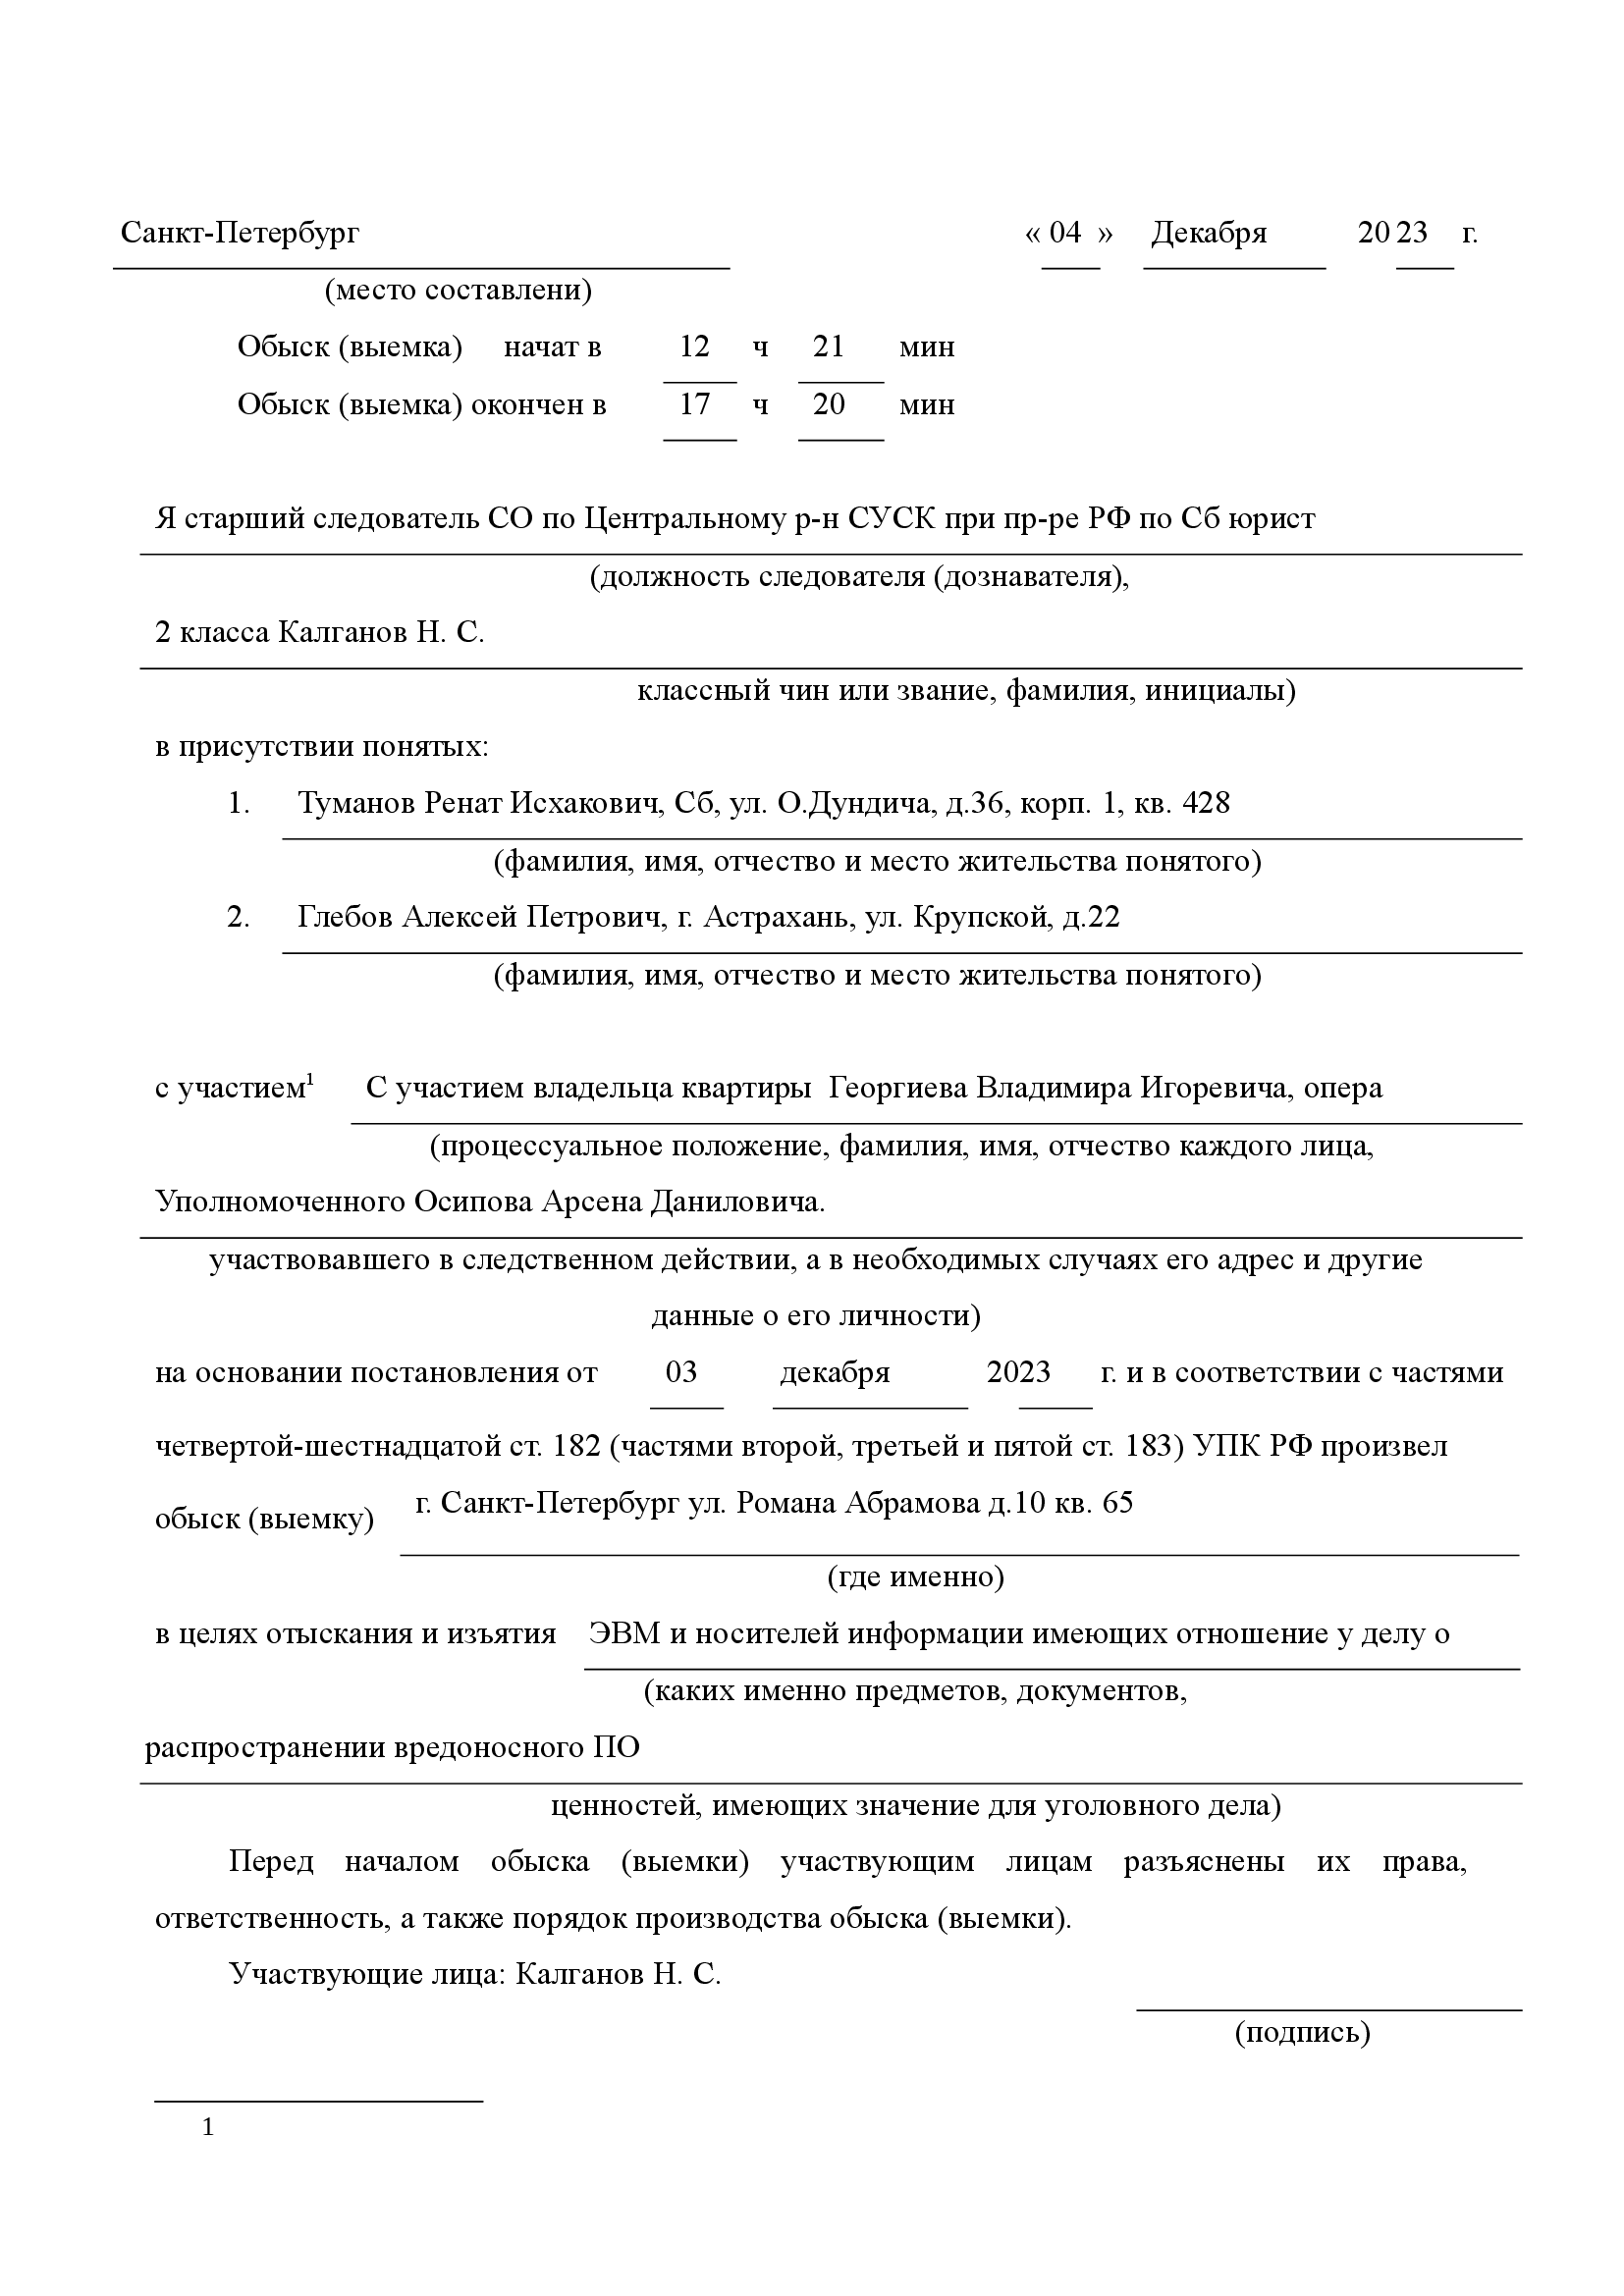 Санкт-Петербург « 04 » Декабря 20 23 г.
(место составлени)
Обыск (выемка) начат в 12 ч 21 мин
Обыск (выемка) окончен в 17 ч 20 мин
Я старший следователь СО по Центральному р-н СУСК при пр-ре РФ по Сб юрист
(должность следователя (дознавателя),
2 класса Калганов Н. С.
классный чин или звание, фамилия, инициалы)
в присутствии понятых:
1. Туманов Ренат Исхакович, Сб, ул. О.Дундича, д.36, корп. 1, кв. 428
(фамилия, имя, отчество и место жительства понятого)
2. Глебов Алексей Петрович, г. Астрахань, ул. Крупской, д.22
(фамилия, имя, отчество и место жительства понятого)
с участием¹ С участием владельца квартиры Георгиева Владимира Игоревича, опера
(процессуальное положение, фамилия, имя, отчество каждого лица,
Уполномоченного Осипова Арсена Даниловича.
участвовавшего в следственном действии, а в необходимых случаях его адрес и другие
данные о его личности)
на основании постановления от 03 декабря 2023 г. и в соответствии с частями
четвертой-шестнадцатой ст. 182 (частями второй, третьей и пятой ст. 183) УПК РФ произвел
обыск (выемку) г. Санкт-Петербург ул. Романа Абрамова д.10 кв. 65
(где именно)
в целях отыскания и изъятия ЭВМ и носителей информации имеющих отношение у делу о
(каких именно предметов, документов,
распространении вредоносного ПО
ценностей, имеющих значение для уголовного дела)
Перед началом обыска (выемки) участвующим лицам разъяснены их права,
ответственность, а также порядок производства обыска (выемки).
Участвующие лица: Калганов Н. С.
(подпись)
1